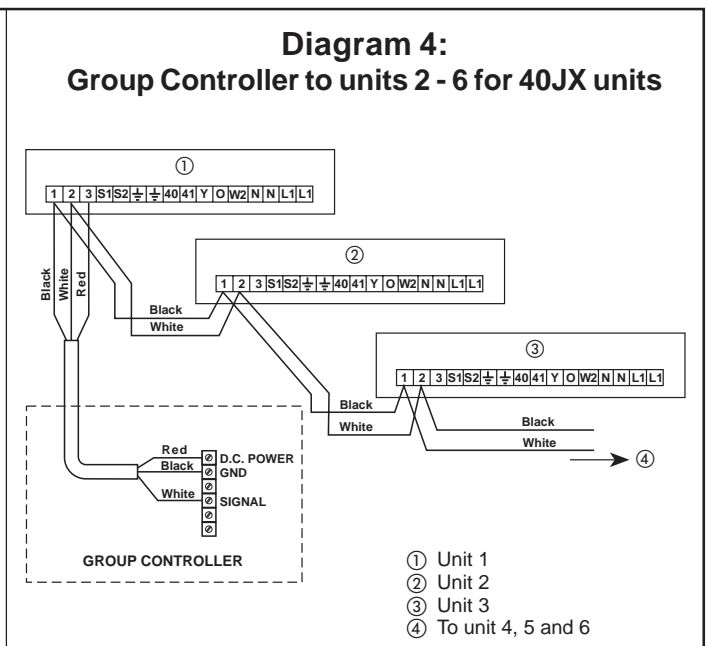 Diagram 4:
Group Controller to units 2 - 6 for 40JX units
①
1 2 3 S1 S2 ⏚ ⏚ 40 41 Y O W2 N N L1 L1
②
1 2 3 S1 S2 ⏚ ⏚ 40 41 Y O W2 N N L1 L1
Black
White
Red
Black
White
③
1 2 3 S1 S2 ⏚ ⏚ 40 41 Y O W2 N N L1 L1
Black
White
Black
White
④
Red
Black
White
D.C. POWER
GND
SIGNAL
GROUP CONTROLLER
① Unit 1
② Unit 2
③ Unit 3
④ To unit 4, 5 and 6